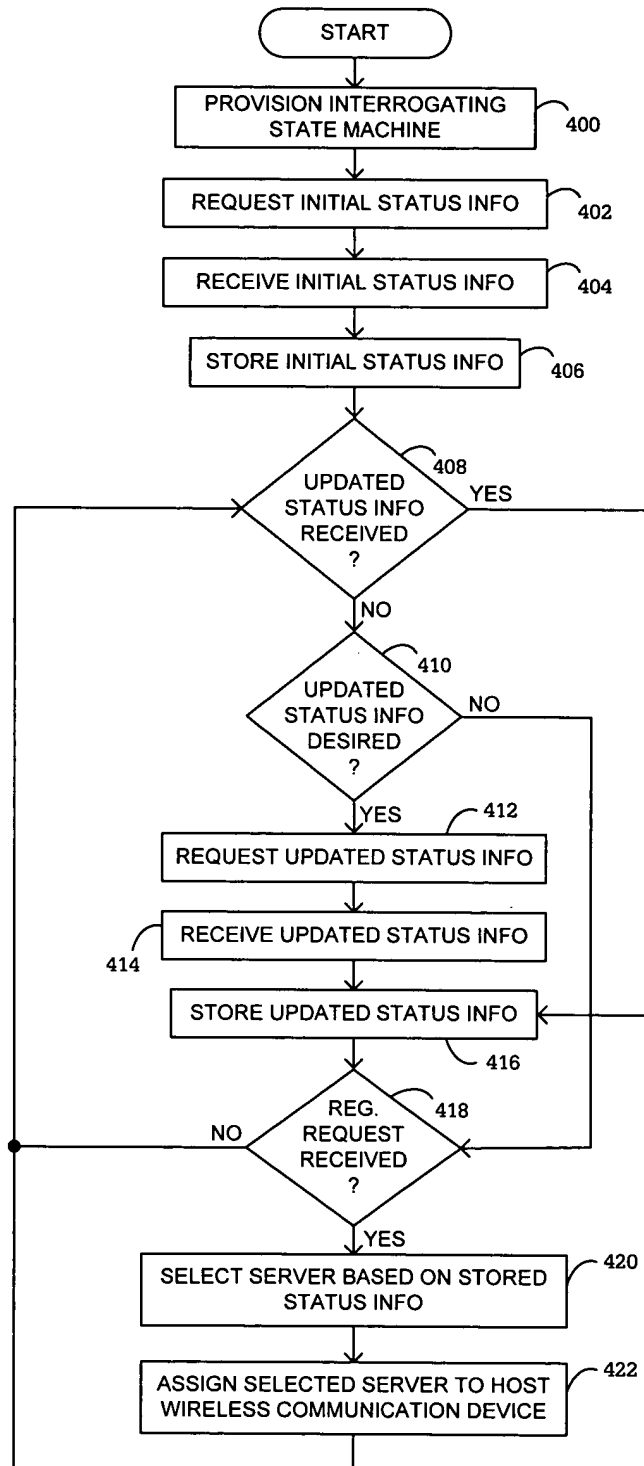 START
PROVISION INTERROGATING
STATE MACHINE
400
REQUEST INITIAL STATUS INFO
402
RECEIVE INITIAL STATUS INFO
404
STORE INITIAL STATUS INFO
406
408
UPDATED
STATUS INFO
RECEIVED
?
YES
NO
410
UPDATED
STATUS INFO
DESIRED
?
NO
YES
412
REQUEST UPDATED STATUS INFO
RECEIVE UPDATED STATUS INFO
414
STORE UPDATED STATUS INFO
416
418
REG.
REQUEST
RECEIVED
?
NO
YES
SELECT SERVER BASED ON STORED
STATUS INFO
420
ASSIGN SELECTED SERVER TO HOST
WIRELESS COMMUNICATION DEVICE
422